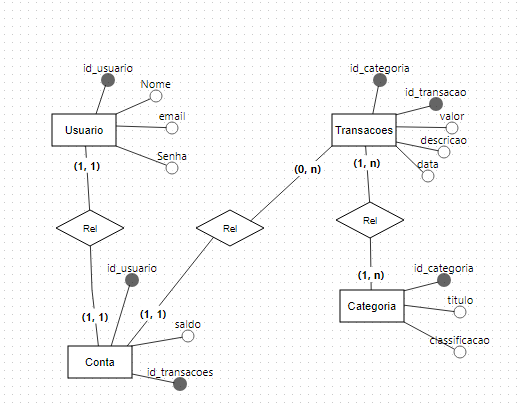 id_usuario
Nome
email
Senha
Usuario
(1, 1)
Rel
id_usuario
(1, 1)
saldo
id_transacoes
Conta
(1, 1)
Rel
(0, n)
id_categoria
id_transacao
valor
descricao
data
Transacoes
(1, n)
Rel
(1, n)
id_categoria
titulo
classificacao
Categoria